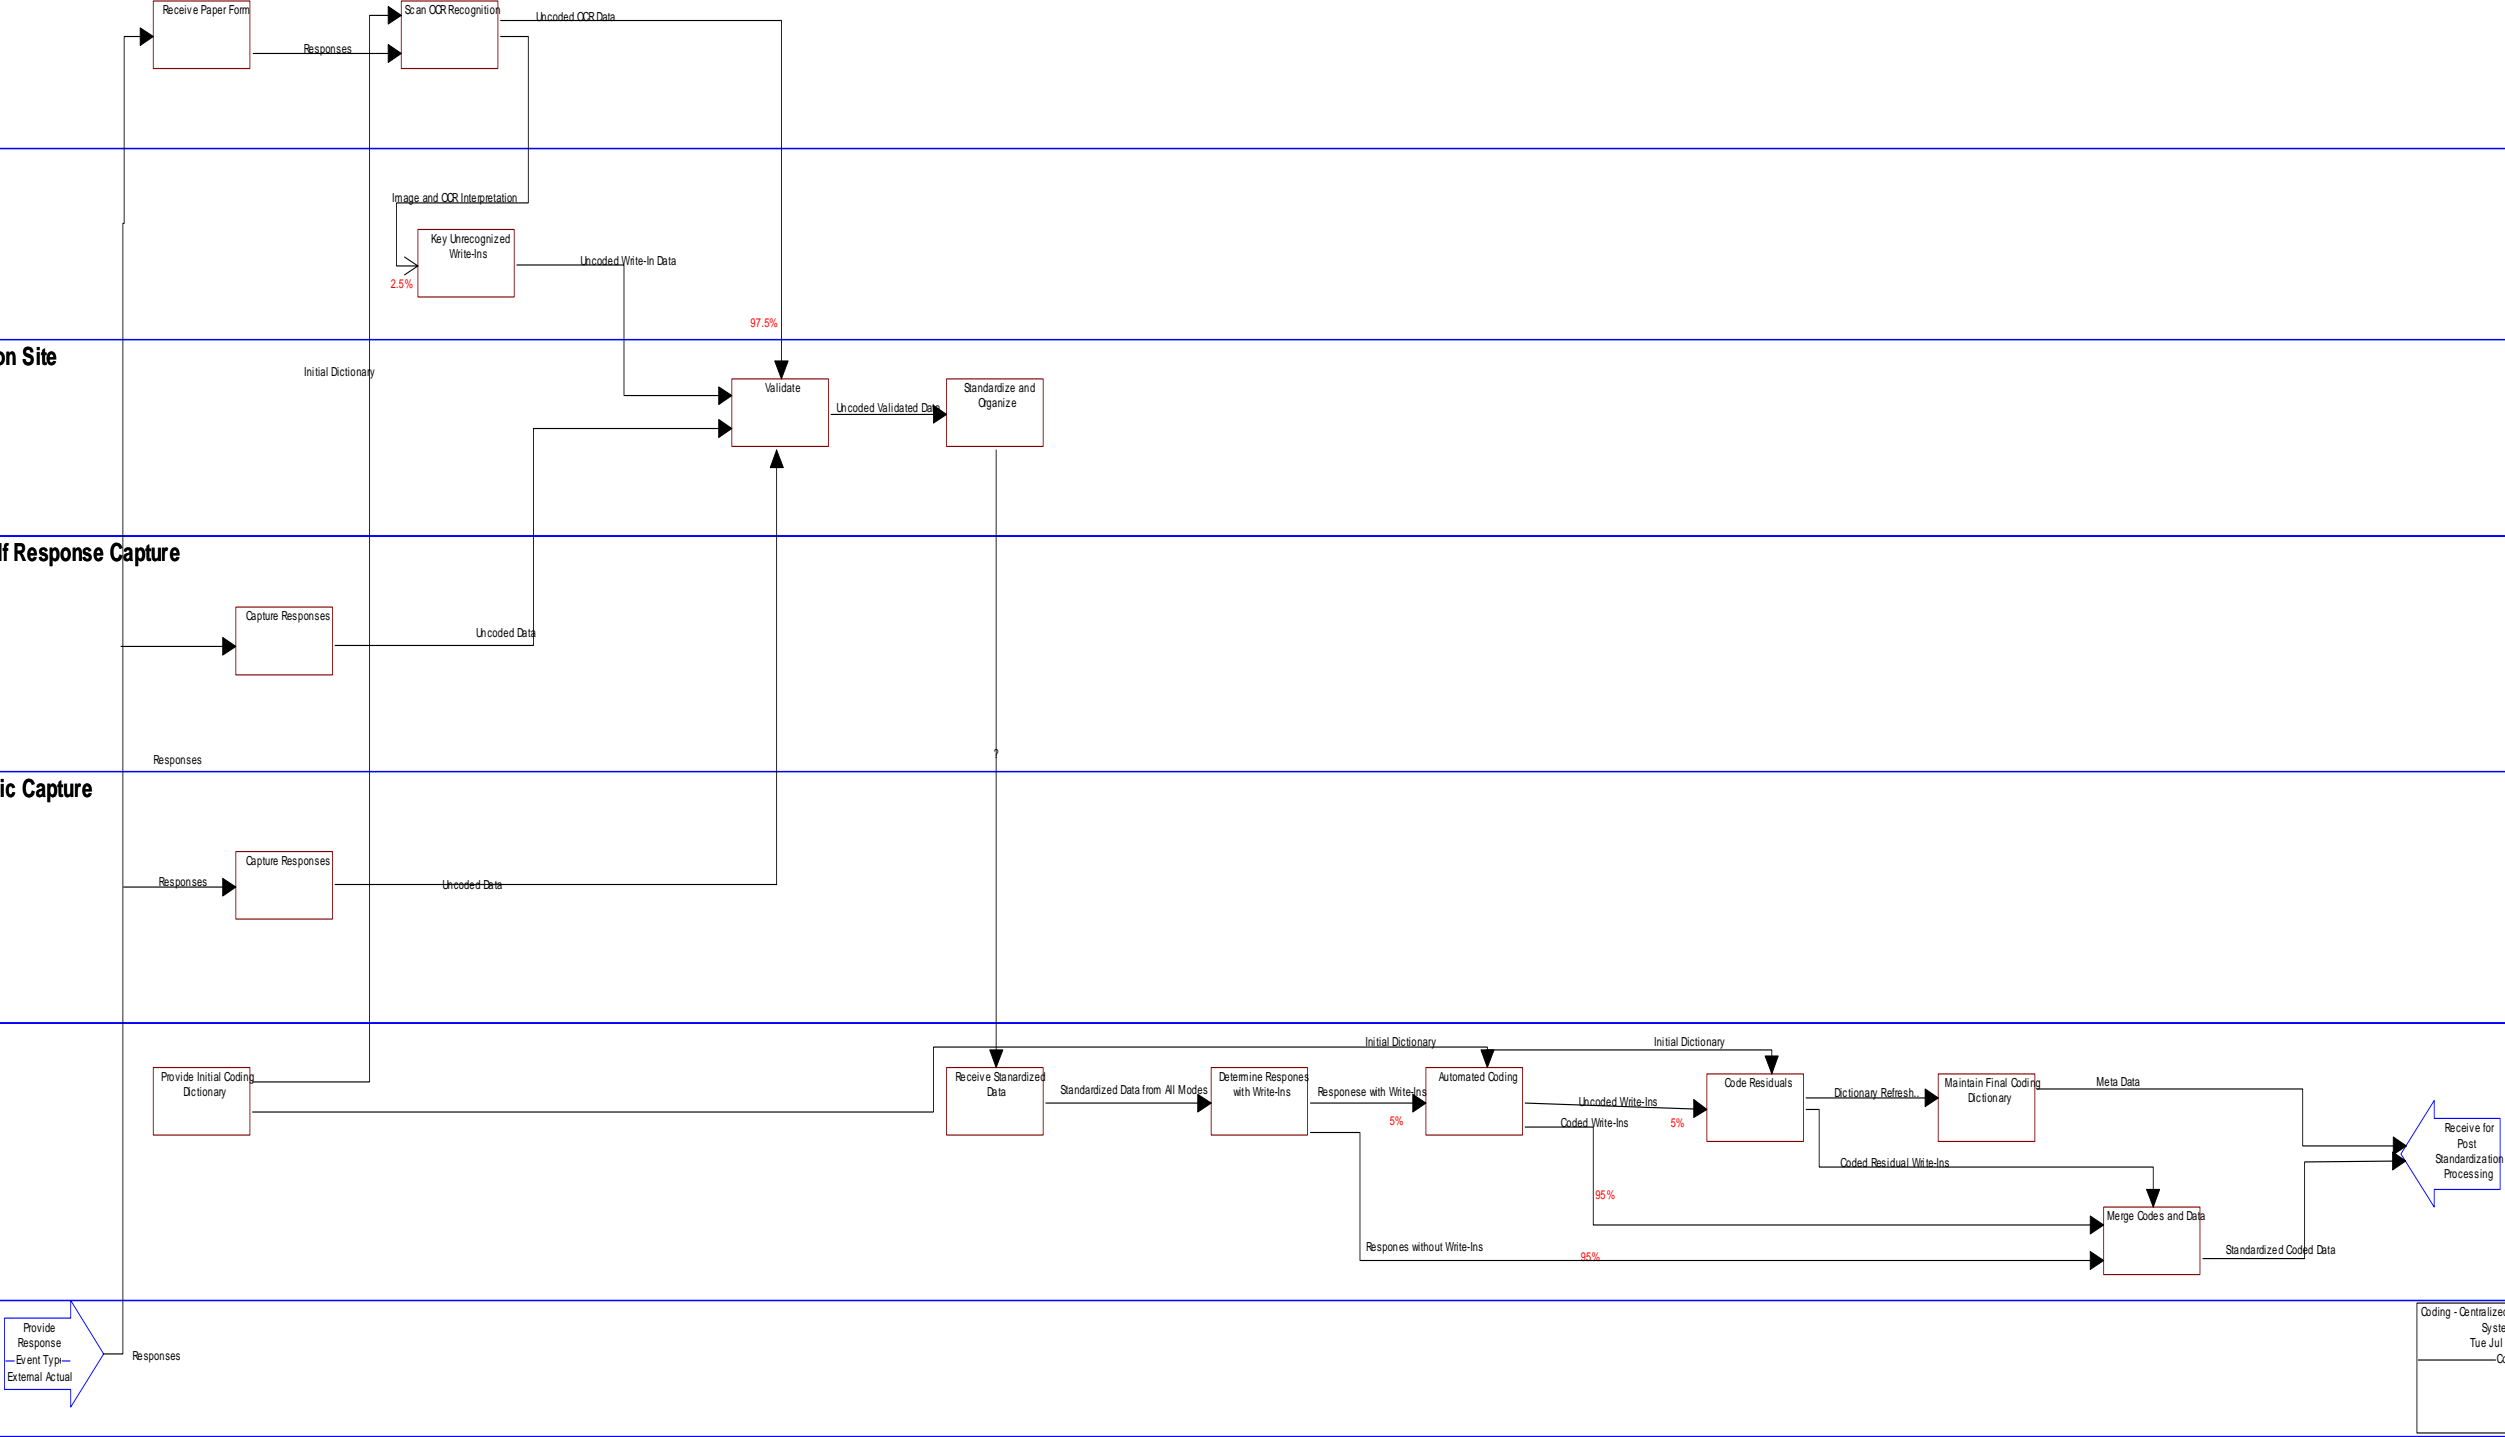 Receive Paper Form
Scan OCR Recognition
Uncoded OCR Data
Responses
Image and OCR Interpretation
Key Unrecognized
Write-Ins
Uncoded Write-In Data
2.5%
97.5%
on Site
Initial Dictionary
Validate
Uncoded Validated Data
Standardize and
Organize
lf Response Capture
Capture Responses
Uncoded Data
?
Responses
ic Capture
Capture Responses
Responses
Uncoded Data
Initial Dictionary
Initial Dictionary
Provide Initial Coding
Dictionary
Receive Stanardized
Data
Standardized Data from All Modes
Determine Respones
with Write-Ins
Responese with Write-Ins
5%
Automated Coding
Uncoded Write-Ins
Coded Write-Ins
5%
Code Residuals
Dictionary Refresh..
Maintain Final Coding
Dictionary
Meta Data
Receive for
Post
Standardization
Processing
Coded Residual Write-Ins
95%
Merge Codes and Data
Respones without Write-Ins
95%
Standardized Coded Data
Provide
Response
Event Typ
External Actual
Responses
Coding - Centralized
Syste
Tue Jul
Co